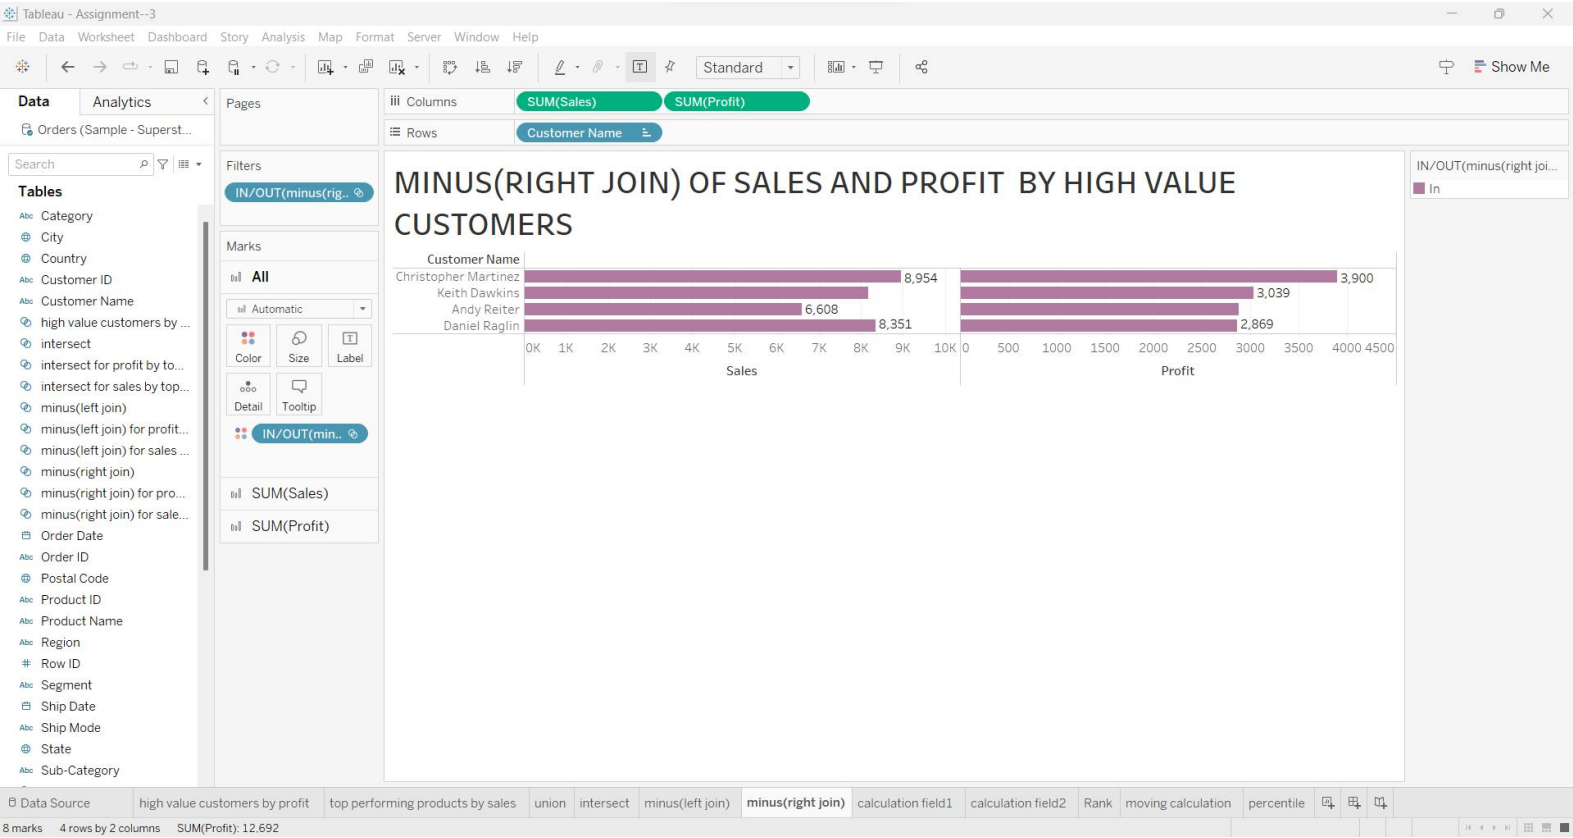 Tableau - Assignment--3
File Data Worksheet Dashboard Story Analysis Map Format Server Window Help
Standard
Show Me
Data Analytics
Orders (Sample - Superst...
Search
Tables
Abc Category
City
Country
Abc Customer ID
Abc Customer Name
high value customers by ...
intersect
intersect for profit by to...
intersect for sales by top...
minus(left join)
minus(left join) for profit...
minus(left join) for sales ...
minus(right join)
minus(right join) for pro...
minus(right join) for sale...
Order Date
Abc Order ID
Postal Code
Abc Product ID
Abc Product Name
Abc Region
# Row ID
Abc Segment
Ship Date
Abc Ship Mode
State
Abc Sub-Category
Pages
Filters
IN/OUT(minus(rig..
Marks
All
Automatic
Color Size Label
Detail Tooltip
IN/OUT(min..
SUM(Sales)
SUM(Profit)
Columns SUM(Sales) SUM(Profit)
Rows Customer Name
MINUS(RIGHT JOIN) OF SALES AND PROFIT BY HIGH VALUE
CUSTOMERS
Customer Name
Christopher Martinez 8,954 3,900
Keith Dawkins 3,039
Andy Reiter 6,608
Daniel Raglin 8,351 2,869
0K 1K 2K 3K 4K 5K 6K 7K 8K 9K 10K 0 500 1000 1500 2000 2500 3000 3500 4000 4500
Sales Profit
IN/OUT(minus(right joi...
In
Data Source high value customers by profit top performing products by sales union intersect minus(left join) minus(right join) calculation field1 calculation field2 Rank moving calculation percentile
8 marks 4 rows by 2 columns SUM(Profit): 12,692